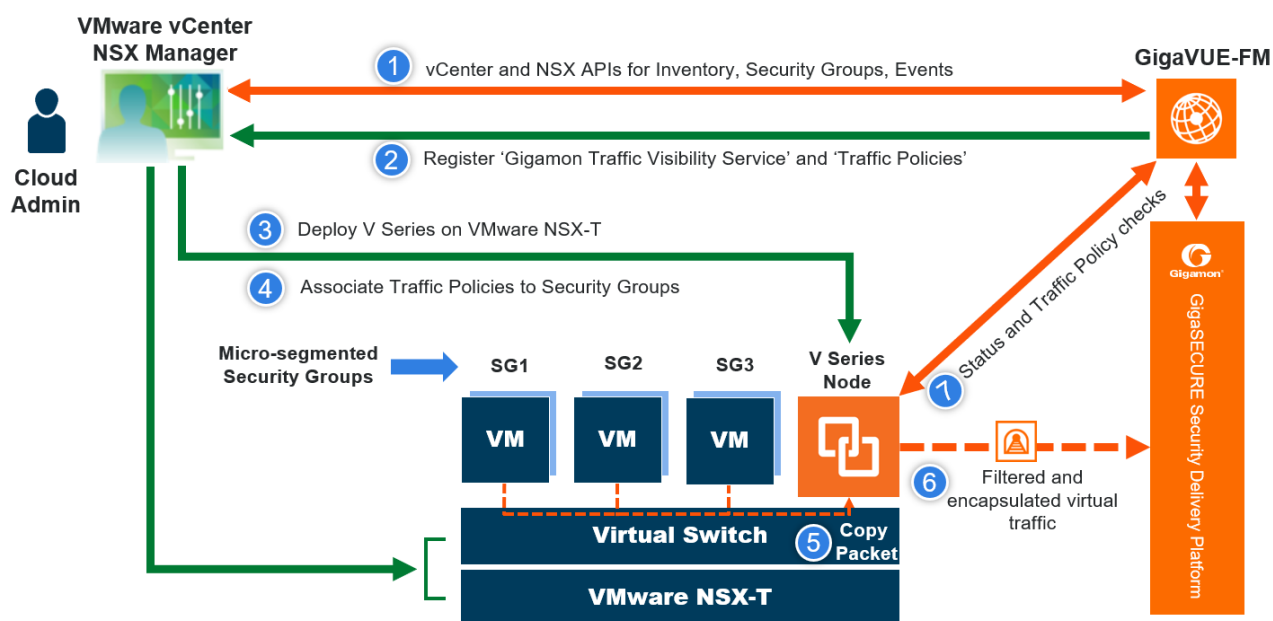 VMware vCenter
NSX Manager
GigaVUE-FM
Cloud
Admin
1
vCenter and NSX APIs for Inventory, Security Groups, Events
2
Register ‘Gigamon Traffic Visibility Service’ and ‘Traffic Policies’
3
Deploy V Series on VMware NSX-T
4
Associate Traffic Policies to Security Groups
Micro-segmented
Security Groups
SG1
SG2
SG3
V Series
Node
VM
VM
VM
7
Status and Traffic Policy checks
6
Filtered and
encapsulated virtual
traffic
Gigamon®
GigaSECURE Security Delivery Platform
Virtual Switch
5
Copy
Packet
VMware NSX-T